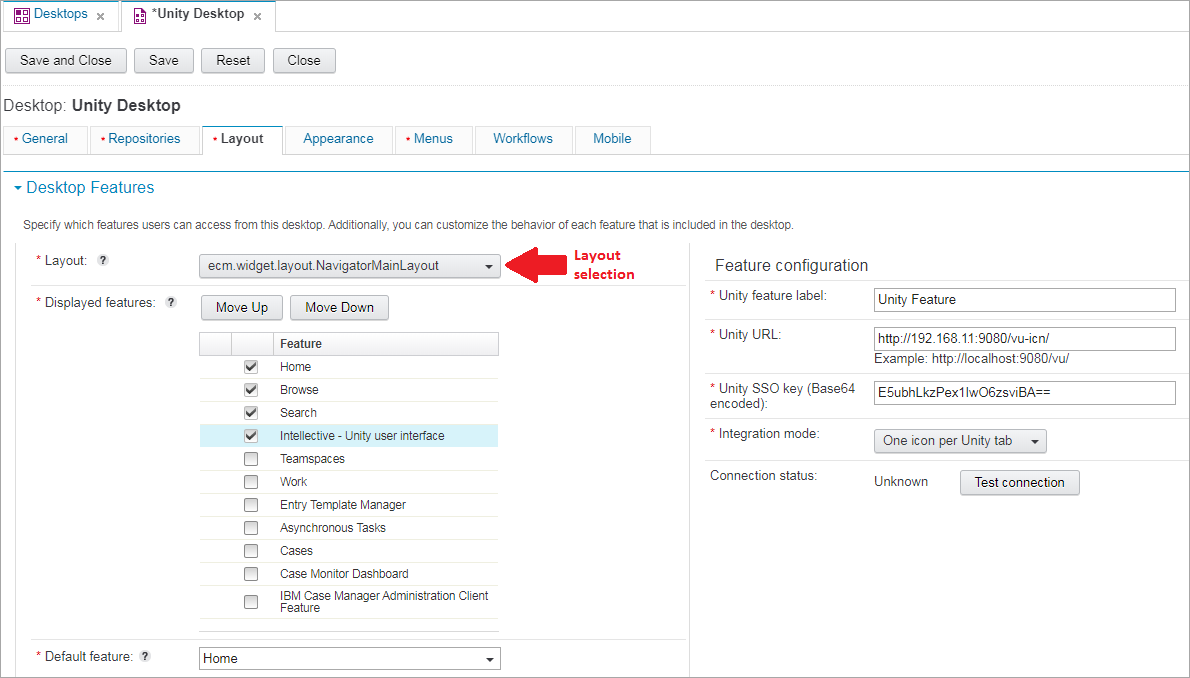 Desktops x
*Unity Desktop x
Save and Close Save Reset Close
Desktop: Unity Desktop
* General * Repositories * Layout Appearance * Menus Workflows Mobile
Desktop Features
Specify which features users can access from this desktop. Additionally, you can customize the behavior of each feature that is included in the desktop.
* Layout: ?
ecm.widget.layout.NavigatorMainLayout
Layout
selection
* Displayed features: ?
Move Up Move Down
Feature
Home
Browse
Search
Intellective - Unity user interface
Teamspaces
Work
Entry Template Manager
Asynchronous Tasks
Cases
Case Monitor Dashboard
IBM Case Manager Administration Client
Feature
* Default feature: ?
Home
Feature configuration
* Unity feature label:
Unity Feature
* Unity URL:
http://192.168.11:9080/vu-icn/
Example: http://localhost:9080/vu/
* Unity SSO key (Base64
encoded):
E5ubhLkzPex1IwO6zsviBA==
* Integration mode:
One icon per Unity tab
Connection status:
Unknown
Test connection